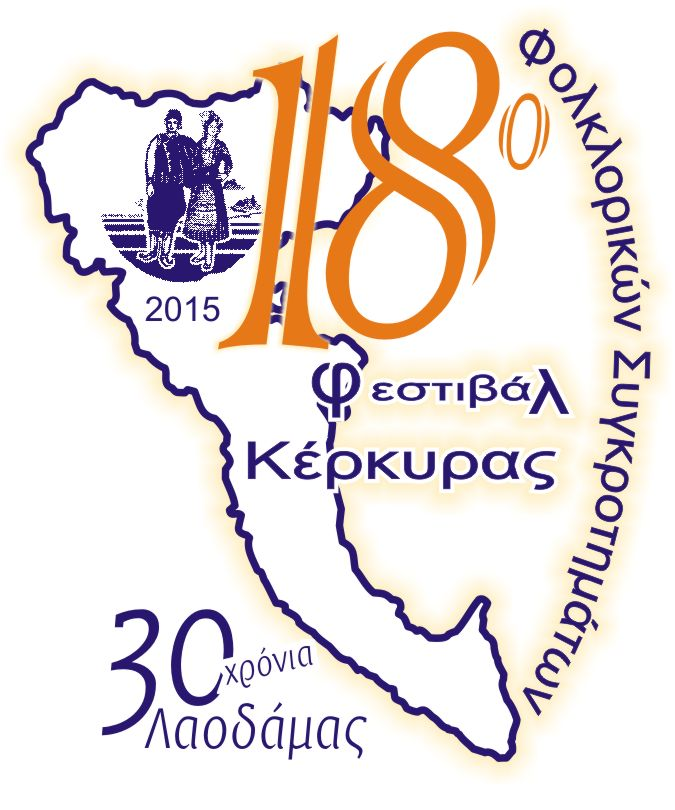 18ο
2015
φεστιβάλ
Κέρκυρας
Φολκλορικών Συγκροτημάτων
30 χρόνια
Λαοδάμας